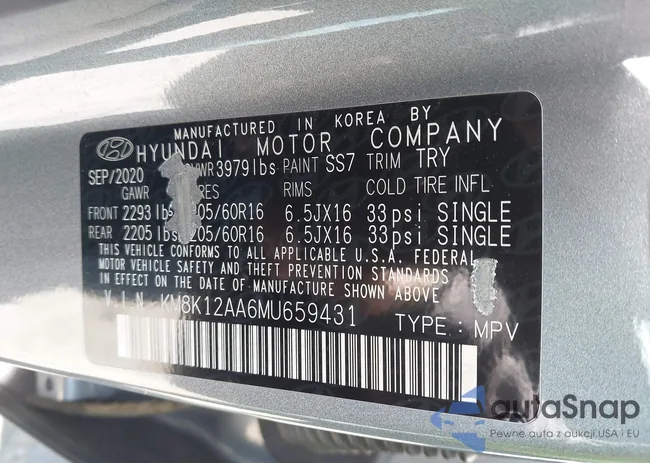 MANUFACTURED IN KOREA BY
HYUNDAI MOTOR COMPANY
SEP/2020 GVWR 3979lbs PAINT SS7 TRIM TRY
GAWR RES RIMS COLD TIRE INFL
FRONT 2293 lbs 205/60R16 6.5JX16 33psi SINGLE
REAR 2205 lbs 205/60R16 6.5JX16 33psi SINGLE
THIS VEHICLE CONFORMS TO ALL APPLICABLE U.S.A. FEDERAL
MOTOR VEHICLE SAFETY AND THEFT PREVENTION STANDARDS
IN EFFECT ON THE DATE OF MANUFACTURE SHOWN ABOVE
V.I.N. KM8K12AA6MU659431 TYPE : MPV
autaSnap
Pewne auta z aukcji USA i EU